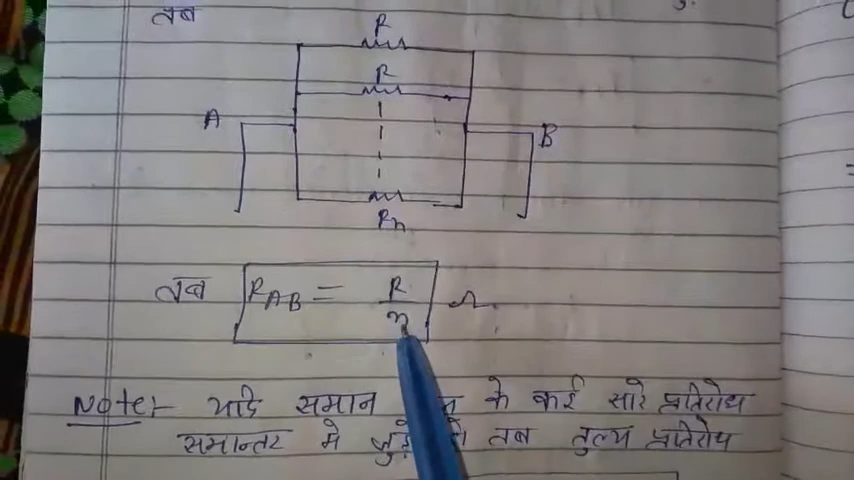 तब
R
R
A
B
Rn
तब RAB = R/n Ω
Note:- यदि समान के कई सारे प्रतिरोध
समान्तर मे जुड़े हो तब तुल्य प्रतिरोध